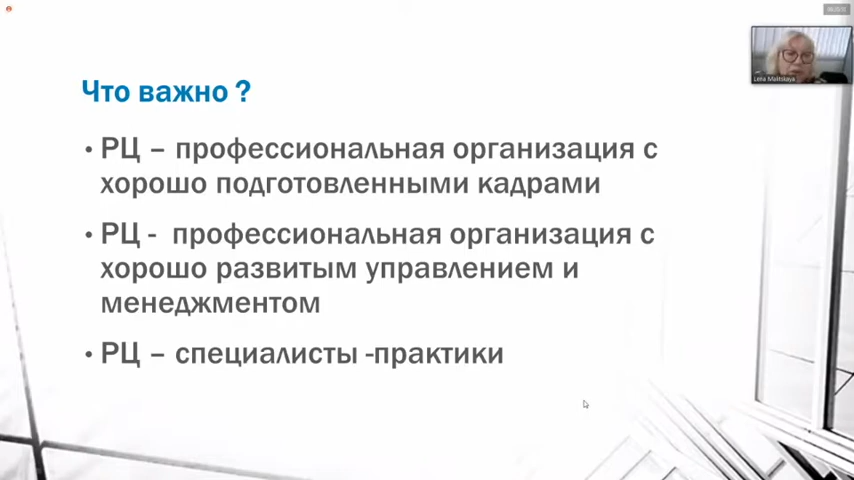 Что важно ?
• РЦ – профессиональная организация с
хорошо подготовленными кадрами
• РЦ - профессиональная организация с
хорошо развитым управлением и
менеджментом
• РЦ – специалисты -практики